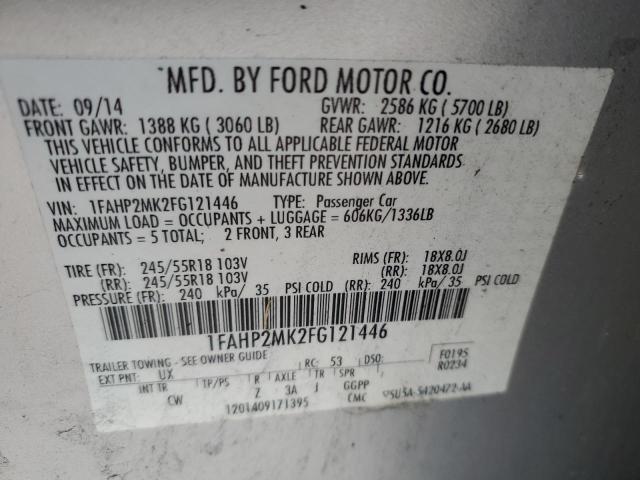 MFD. BY FORD MOTOR CO.
DATE: 09/14 GVWR: 2586 KG ( 5700 LB)
FRONT GAWR: 1388 KG ( 3060 LB) REAR GAWR: 1216 KG ( 2680 LB)
THIS VEHICLE CONFORMS TO ALL APPLICABLE FEDERAL MOTOR
VEHICLE SAFETY, BUMPER, AND THEFT PREVENTION STANDARDS
IN EFFECT ON THE DATE OF MANUFACTURE SHOWN ABOVE.
VIN: 1FAHP2MK2FG121446 TYPE: Passenger Car
MAXIMUM LOAD = OCCUPANTS + LUGGAGE = 606KG/1336LB
OCCUPANTS = 5 TOTAL; 2 FRONT, 3 REAR
TIRE (FR): 245/55R18 103V RIMS (FR): 18X8.0J
(RR): 245/55R18 103V (RR): 18X8.0J
PRESSURE (FR): 240 kPa/ 35 PSI COLD (RR): 240 kPa/ 35 PSI COLD
1FAHP2MK2FG121446
TRAILER TOWING - SEE OWNER GUIDE
EXT PNT: UX RC: 53 DSO: F0195
R0234
INT TR TP/PS R AXLE TR SPR
CW Z 3A J GGPP
1201409171395 CMC 5U5A-5420472-AA